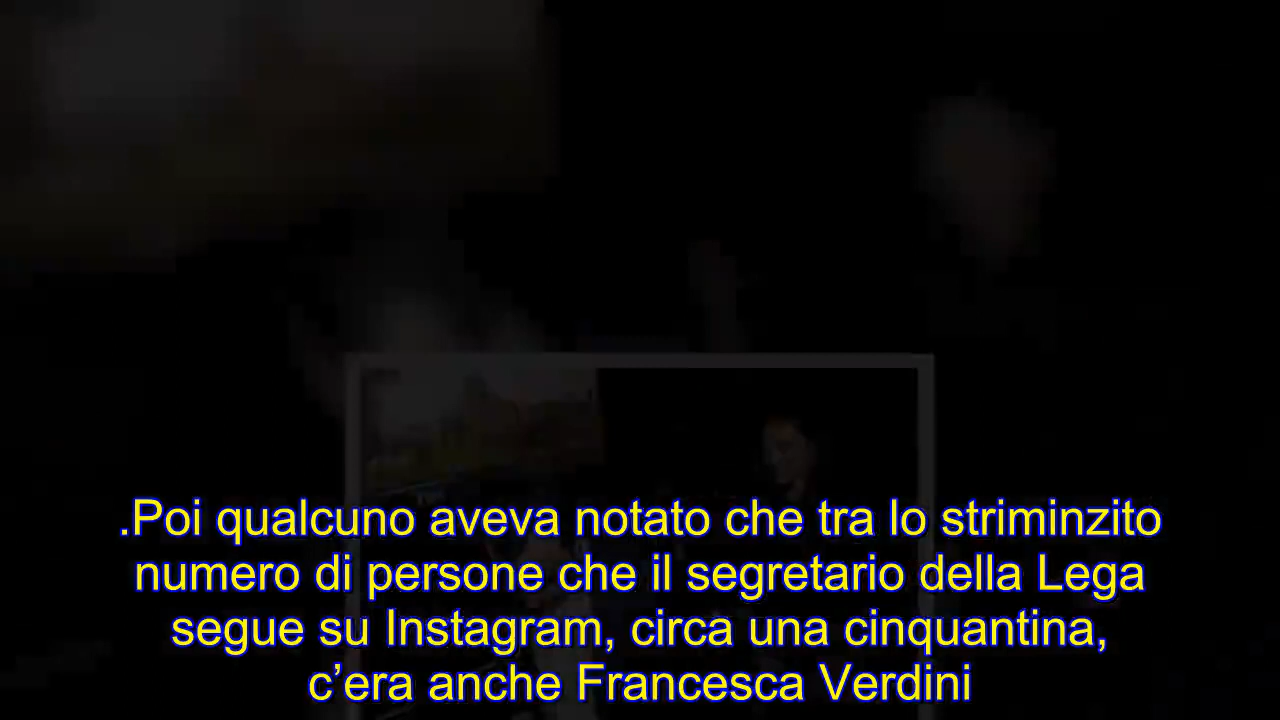 .Poi qualcuno aveva notato che tra lo striminzito
numero di persone che il segretario della Lega
segue su Instagram, circa una cinquantina,
c’era anche Francesca Verdini